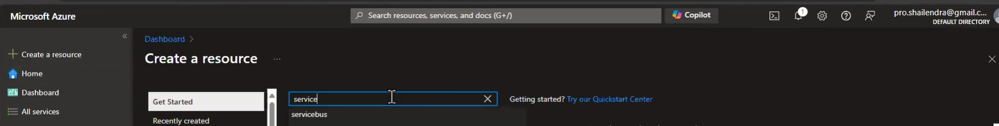 Microsoft Azure
Search resources, services, and docs (G+/)
Copilot
1
pro.shailendra@gmail.c...
DEFAULT DIRECTORY
«
Dashboard >
+ Create a resource
Create a resource ...
Home
Dashboard
All services
Get Started
Recently created
service
servicebus
Getting started? Try our Quickstart Center